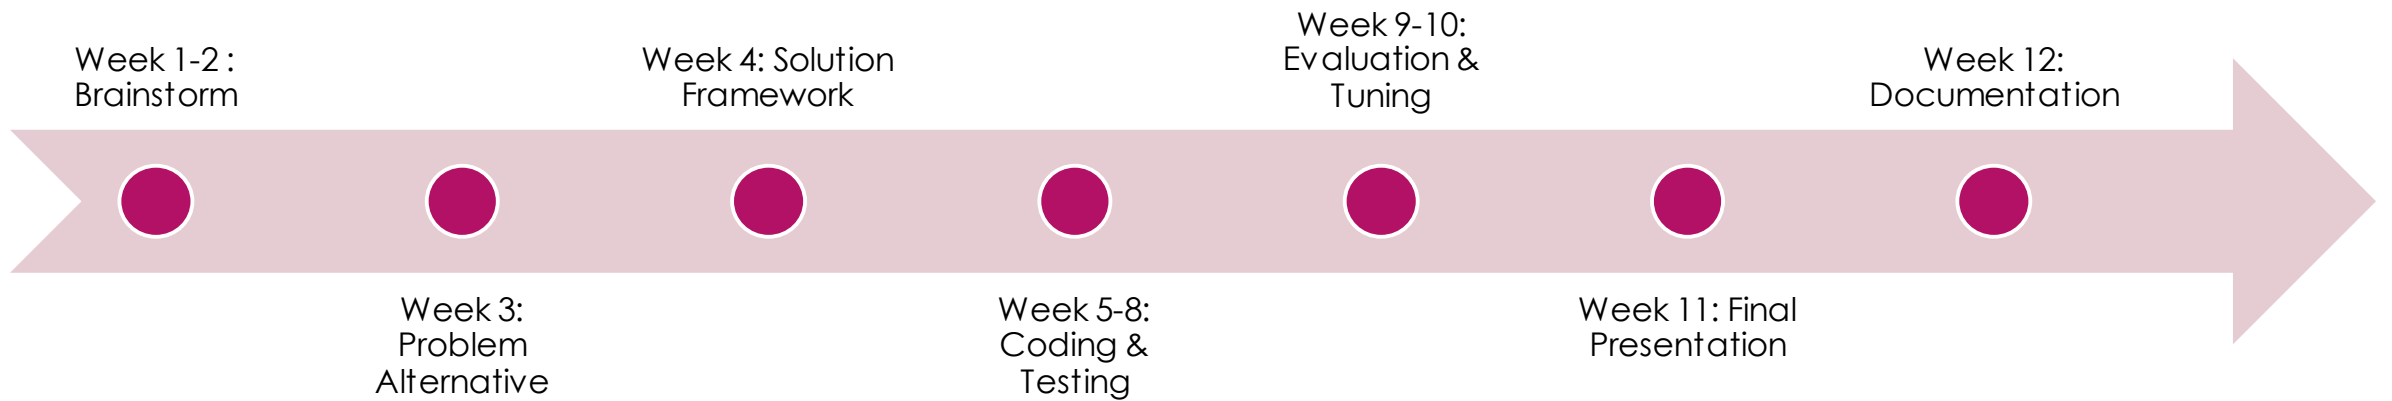 Week 1-2 :
Brainstorm
Week 3:
Problem
Alternative
Week 4: Solution
Framework
Week 5-8:
Coding &
Testing
Week 9-10:
Evaluation &
Tuning
Week 11: Final
Presentation
Week 12:
Documentation